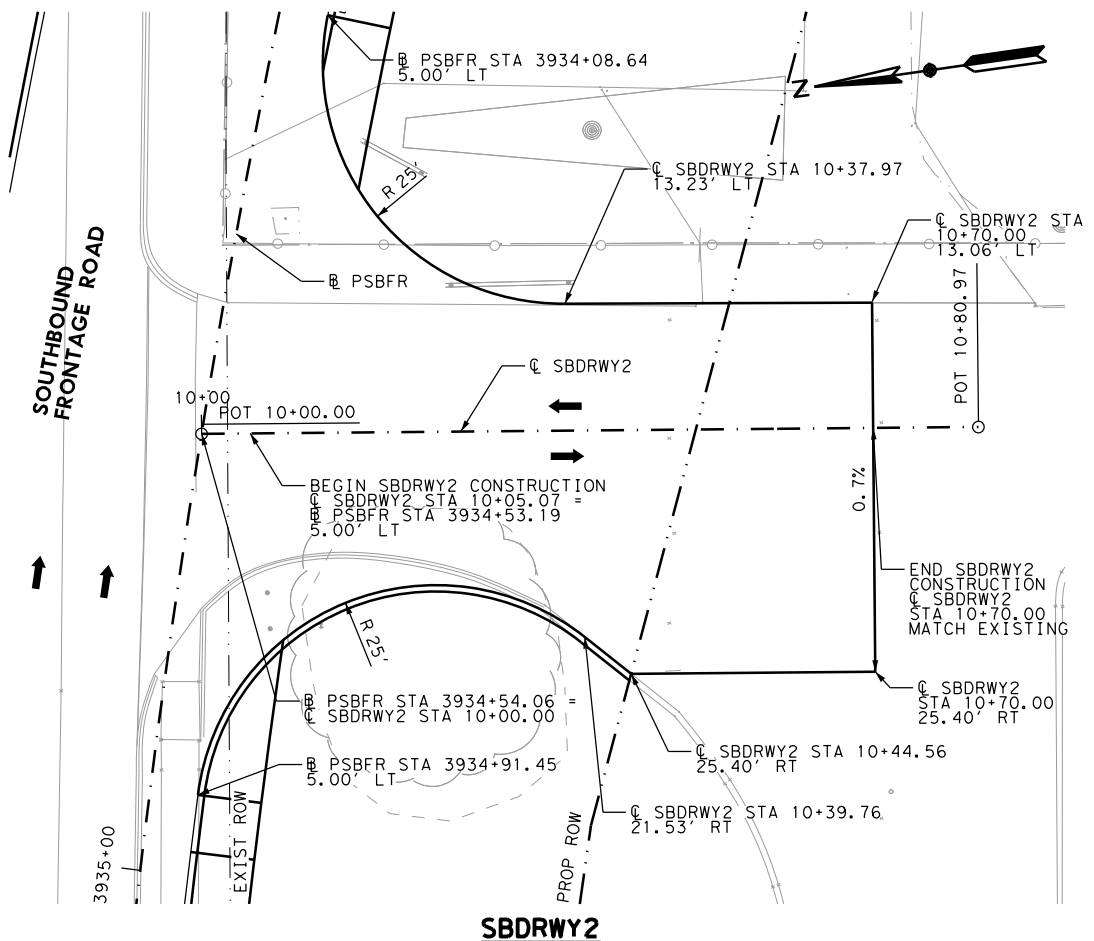 ℄ PSBFR STA 3934+08.64
5.00' LT
N
℄ SBDRWY2 STA 10+37.97
13.23' LT
R 25'
℄ SBDRWY2 STA
10+70.00
13.06' LT
SOUTHBOUND
FRONTAGE ROAD
B̲L PSBFR
POT 10+80.97
℄ SBDRWY2
10+00
POT 10+00.00
BEGIN SBDRWY2 CONSTRUCTION
℄ SBDRWY2 STA 10+05.07 =
B̲L PSBFR STA 3934+53.19
5.00' LT
0.7%
END SBDRWY2
CONSTRUCTION
℄ SBDRWY2
STA 10+70.00
MATCH EXISTING
R 25'
B̲L PSBFR STA 3934+54.06 =
℄ SBDRWY2 STA 10+00.00
℄ SBDRWY2
STA 10+70.00
25.40' RT
℄ SBDRWY2 STA 10+44.56
25.40' RT
B̲L PSBFR STA 3934+91.45
5.00' LT
℄ SBDRWY2 STA 10+39.76
21.53' RT
3935+00
EXIST ROW
PROP ROW
SBDRWY2